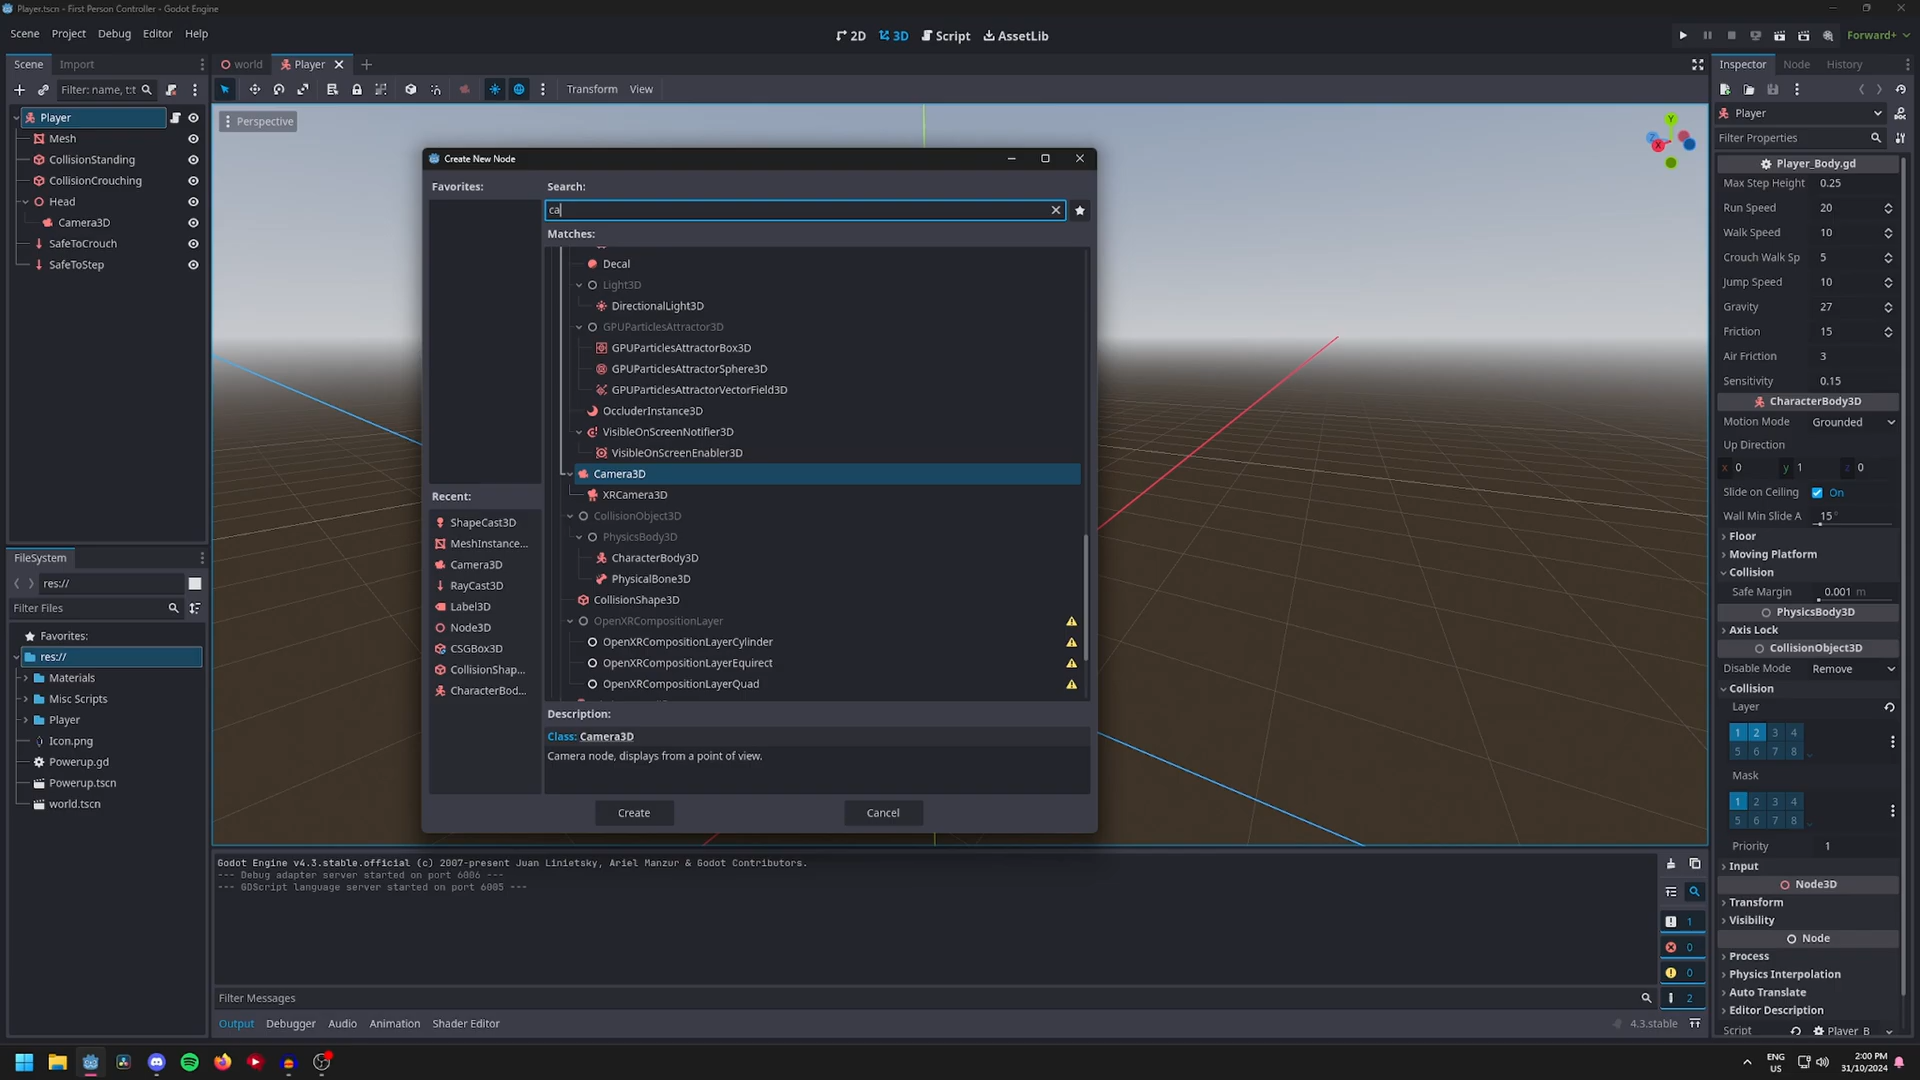 Player.tscn - First Person Controller - Godot Engine
Scene Project Debug Editor Help
2D 3D Script AssetLib
Forward+
Scene Import
world Player
Inspector Node History
Filter: name, t:t
Transform View
Player
Mesh
CollisionStanding
CollisionCrouching
Head
Camera3D
SafeToCrouch
SafeToStep
Perspective
Y
Z
X
Create New Node
Favorites:
Search:
ca
Matches:
Decal
Light3D
DirectionalLight3D
GPUParticlesAttractor3D
GPUParticlesAttractorBox3D
GPUParticlesAttractorSphere3D
GPUParticlesAttractorVectorField3D
OccluderInstance3D
VisibleOnScreenNotifier3D
VisibleOnScreenEnabler3D
Camera3D
XRCamera3D
CollisionObject3D
PhysicsBody3D
CharacterBody3D
PhysicalBone3D
CollisionShape3D
OpenXRCompositionLayer
OpenXRCompositionLayerCylinder
OpenXRCompositionLayerEquirect
OpenXRCompositionLayerQuad
Recent:
ShapeCast3D
MeshInstance...
Camera3D
RayCast3D
Label3D
Node3D
CSGBox3D
CollisionShap...
CharacterBod...
Description:
Class: Camera3D
Camera node, displays from a point of view.
Create Cancel
Player
Filter Properties
Player_Body.gd
Max Step Height 0.25
Run Speed 20
Walk Speed 10
Crouch Walk Sp 5
Jump Speed 10
Gravity 27
Friction 15
Air Friction 3
Sensitivity 0.15
CharacterBody3D
Motion Mode Grounded
Up Direction
x 0 y 1 z 0
Slide on Ceiling On
Wall Min Slide A 15°
Floor
Moving Platform
Collision
Safe Margin 0.001 m
PhysicsBody3D
Axis Lock
CollisionObject3D
Disable Mode Remove
Collision
Layer
1 2 3 4
5 6 7 8
Mask
1 2 3 4
5 6 7 8
Priority 1
Input
Node3D
Transform
Visibility
Node
Process
Physics Interpolation
Auto Translate
Editor Description
Script Player_B
FileSystem
res://
Filter Files
Favorites:
res://
Materials
Misc Scripts
Player
Icon.png
Powerup.gd
Powerup.tscn
world.tscn
Godot Engine v4.3.stable.official (c) 2007-present Juan Linietsky, Ariel Manzur & Godot Contributors.
--- Debug adapter server started on port 6006 ---
--- GDScript language server started on port 6005 ---
1
0
0
2
Filter Messages
Output Debugger Audio Animation Shader Editor
4.3.stable
ENG
US
2:00 PM
31/10/2024